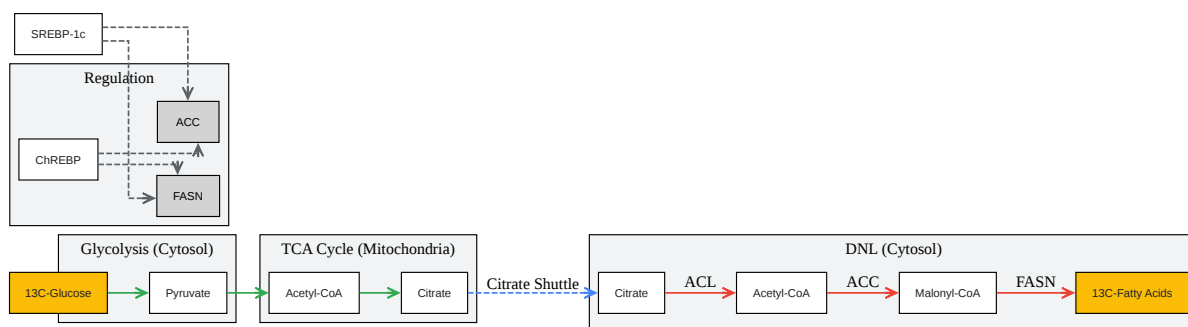 SREBP-1c
Regulation
ACC
ChREBP
FASN
Glycolysis (Cytosol)
TCA Cycle (Mitochondria)
DNL (Cytosol)
13C-Glucose
Pyruvate
Acetyl-CoA
Citrate
Citrate Shuttle
Citrate
ACL
Acetyl-CoA
ACC
Malonyl-CoA
FASN
13C-Fatty Acids